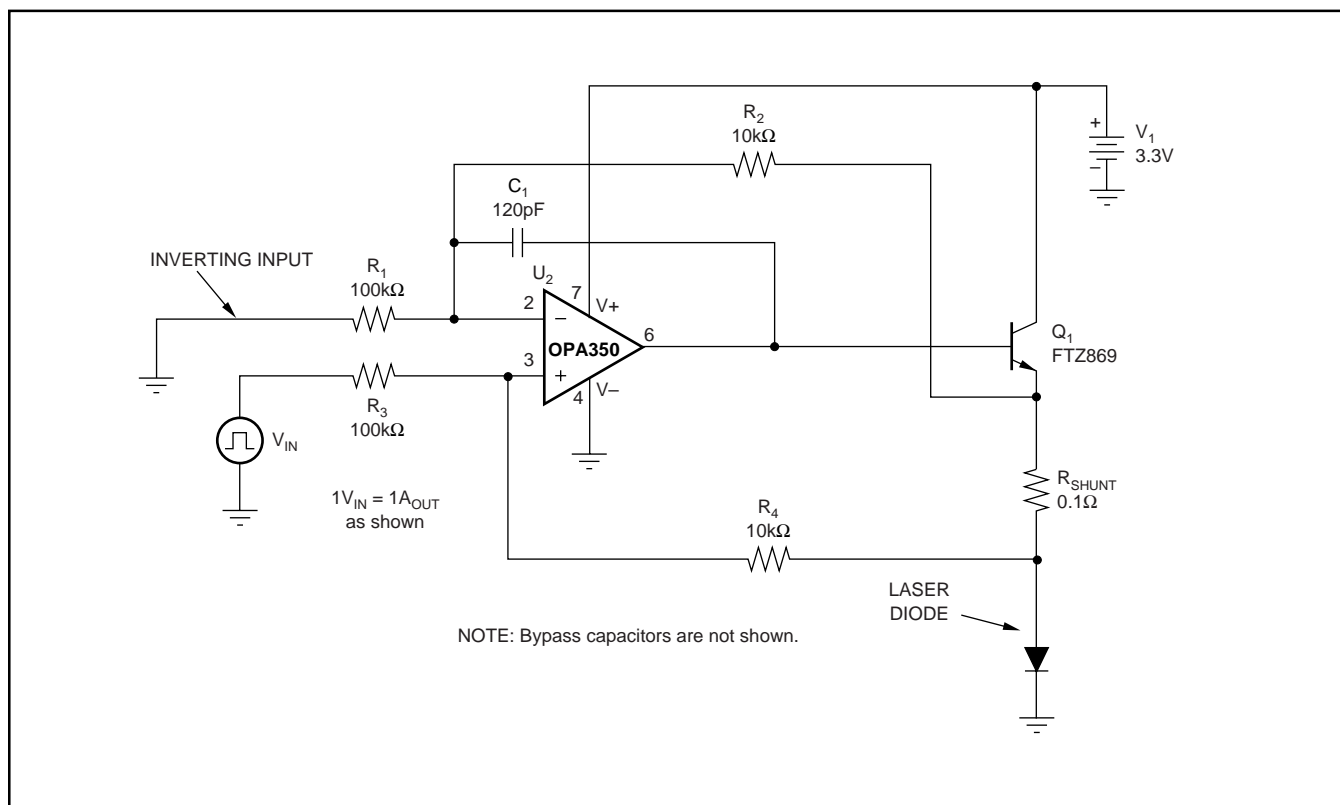 R2
10kΩ
+
V1
3.3V
–
C1
120pF
INVERTING INPUT
R1
100kΩ
U2
7
V+
2
–
OPA350
6
3
+
V–
4
Q1
FTZ869
R3
100kΩ
VIN
1VIN = 1AOUT
as shown
RSHUNT
0.1Ω
R4
10kΩ
LASER
DIODE
NOTE: Bypass capacitors are not shown.